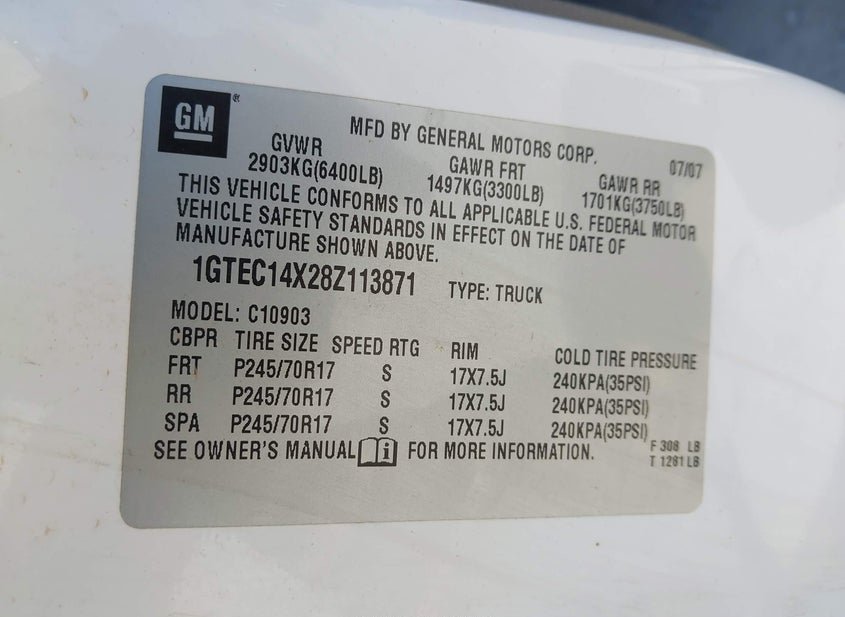 GM®
MFD BY GENERAL MOTORS CORP. 07/07
GVWR GAWR FRT GAWR RR
2903KG(6400LB) 1497KG(3300LB) 1701KG(3750LB)
THIS VEHICLE CONFORMS TO ALL APPLICABLE U.S. FEDERAL MOTOR
VEHICLE SAFETY STANDARDS IN EFFECT ON THE DATE OF
MANUFACTURE SHOWN ABOVE.
1GTEC14X28Z113871 TYPE: TRUCK
MODEL: C10903
CBPR TIRE SIZE SPEED RTG RIM COLD TIRE PRESSURE
FRT P245/70R17 S 17X7.5J 240KPA(35PSI)
RR P245/70R17 S 17X7.5J 240KPA(35PSI)
SPA P245/70R17 S 17X7.5J 240KPA(35PSI)
SEE OWNER'S MANUAL i FOR MORE INFORMATION.
F 308 LB
T 1281 LB